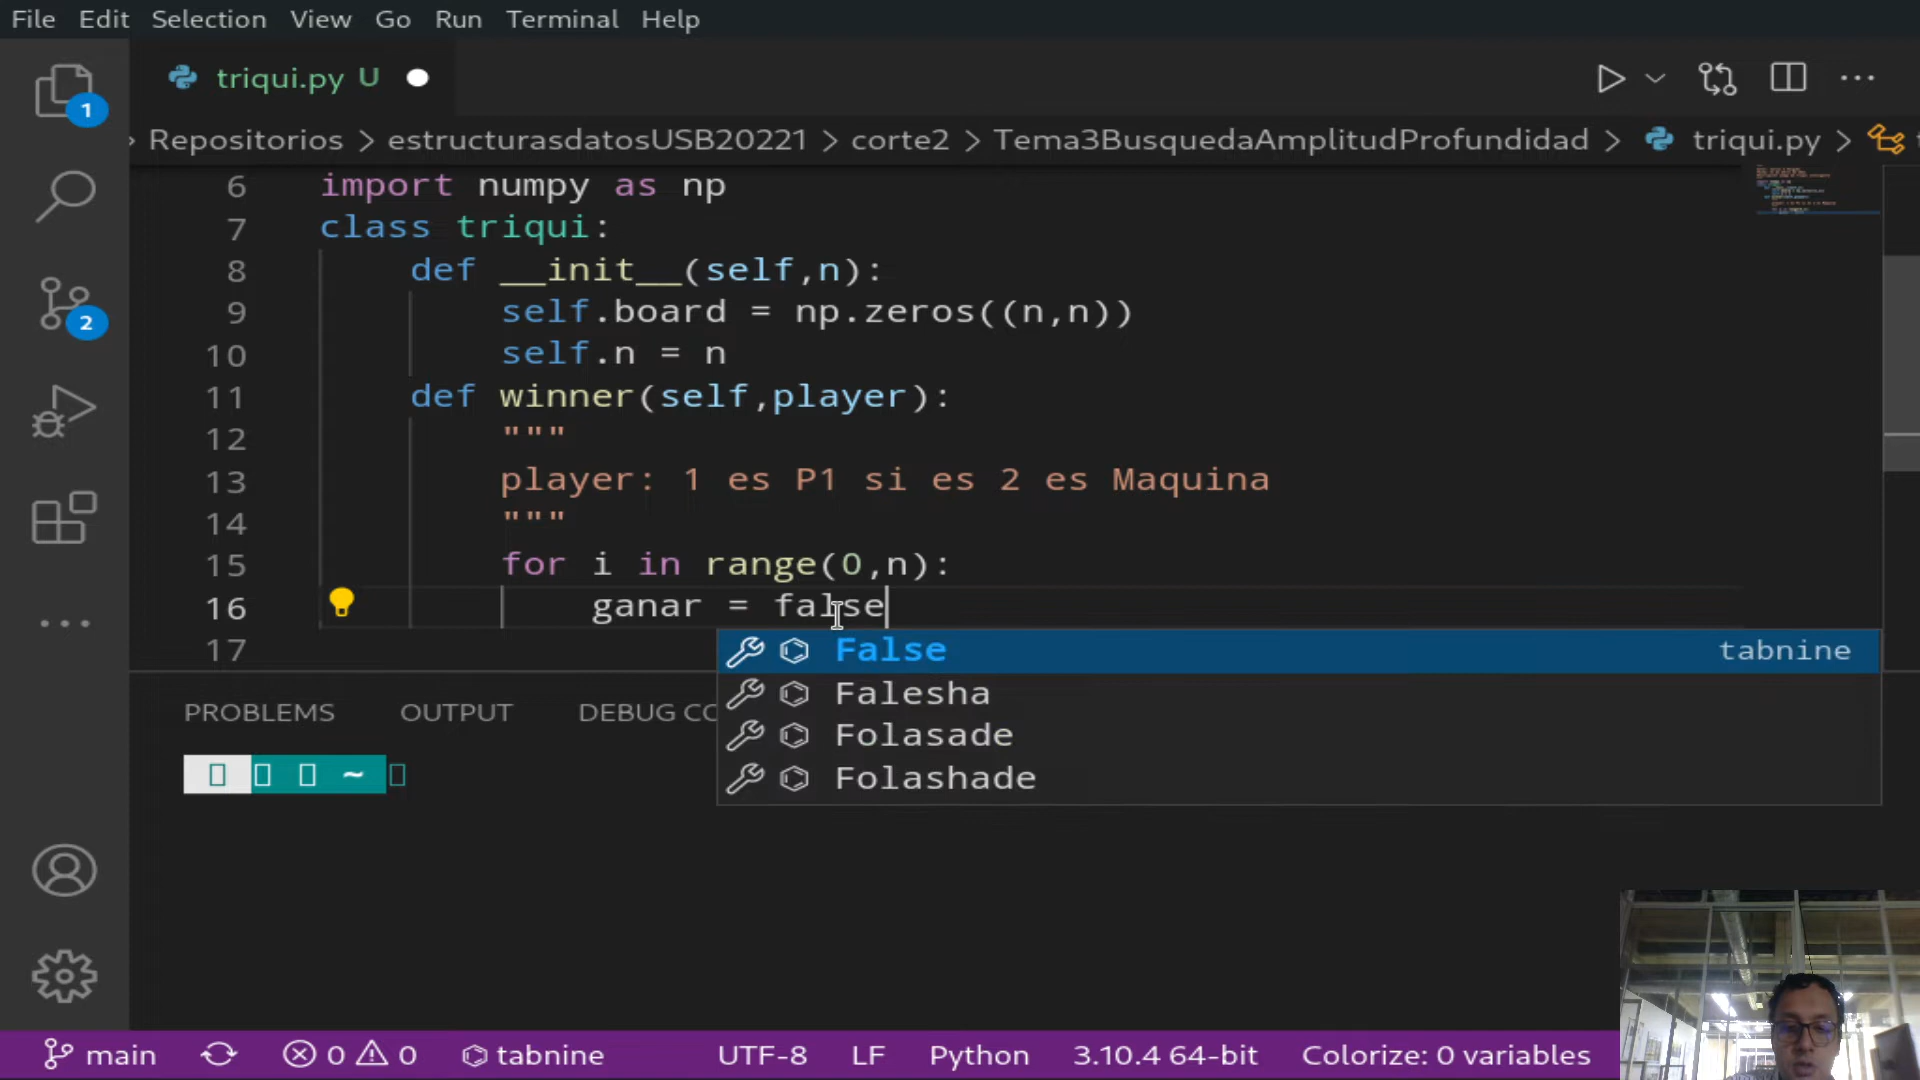 File Edit Selection View Go Run Terminal Help
triqui.py U
1
Repositorios > estructurasdatosUSB20221 > corte2 > Tema3BusquedaAmplitudProfundidad > triqui.py > t
6 import numpy as np
7 class triqui:
8 def __init__(self,n):
9 self.board = np.zeros((n,n))
10 self.n = n
2
11 def winner(self,player):
12 """
13 player: 1 es P1 si es 2 es Maquina
14 """
15 for i in range(0,n):
16 ganar = false
17
False tabnine
Falesha
Folasade
Folashade
PROBLEMS OUTPUT DEBUG CO
~
main 0 0 tabnine UTF-8 LF Python 3.10.4 64-bit Colorize: 0 variables